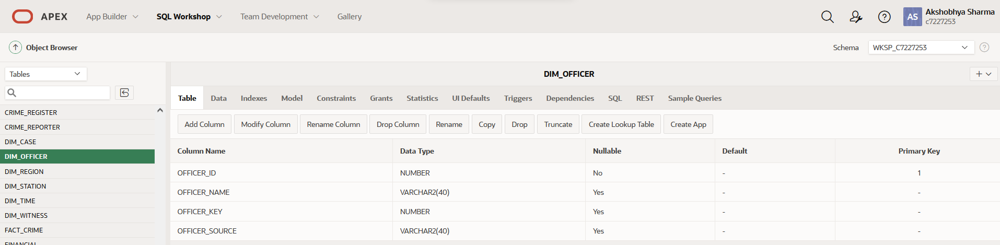 APEX App Builder SQL Workshop Team Development Gallery AS Akshobhya Sharma
c7227253
Object Browser Schema WKSP_C7227253
Tables
DIM_OFFICER
Table Data Indexes Model Constraints Grants Statistics UI Defaults Triggers Dependencies SQL REST Sample Queries
Add Column Modify Column Rename Column Drop Column Rename Copy Drop Truncate Create Lookup Table Create App
CRIME_REGISTER
CRIME_REPORTER
DIM_CASE
DIM_OFFICER
DIM_REGION
DIM_STATION
DIM_TIME
DIM_WITNESS
FACT_CRIME
FINANCIAL
Column Name Data Type Nullable Default Primary Key
OFFICER_ID NUMBER No - 1
OFFICER_NAME VARCHAR2(40) Yes - -
OFFICER_KEY NUMBER Yes - -
OFFICER_SOURCE VARCHAR2(40) Yes - -